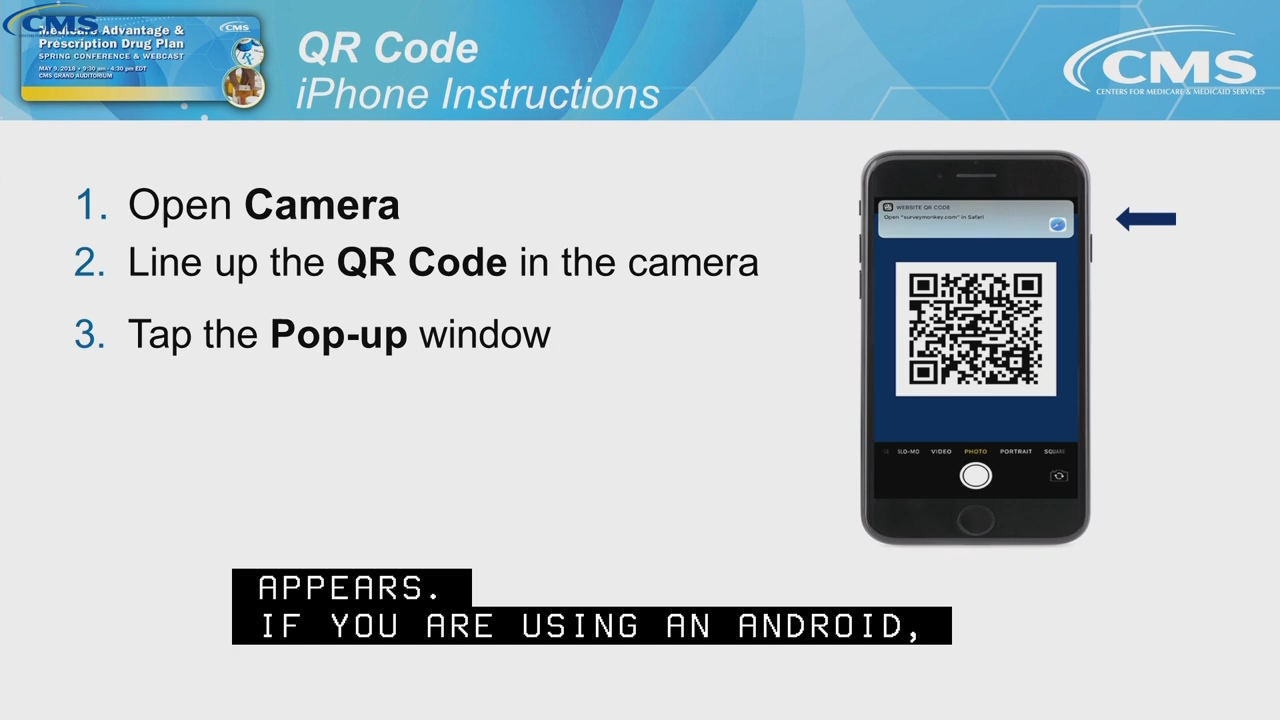 CMS
Medicare Advantage &
Prescription Drug Plan
SPRING CONFERENCE & WEBCAST
MAY 9, 2018 • 9:30 am - 4:30 pm EDT
CMS GRAND AUDITORIUM
CMS
QR Code
iPhone Instructions
CMS
CENTERS FOR MEDICARE & MEDICAID SERVICES
1. Open Camera
2. Line up the QR Code in the camera
3. Tap the Pop-up window
WEBSITE QR CODE
Open "surveymonkey.com" in Safari
SLO-MO VIDEO PHOTO PORTRAIT SQUARE
APPEARS.
IF YOU ARE USING AN ANDROID,